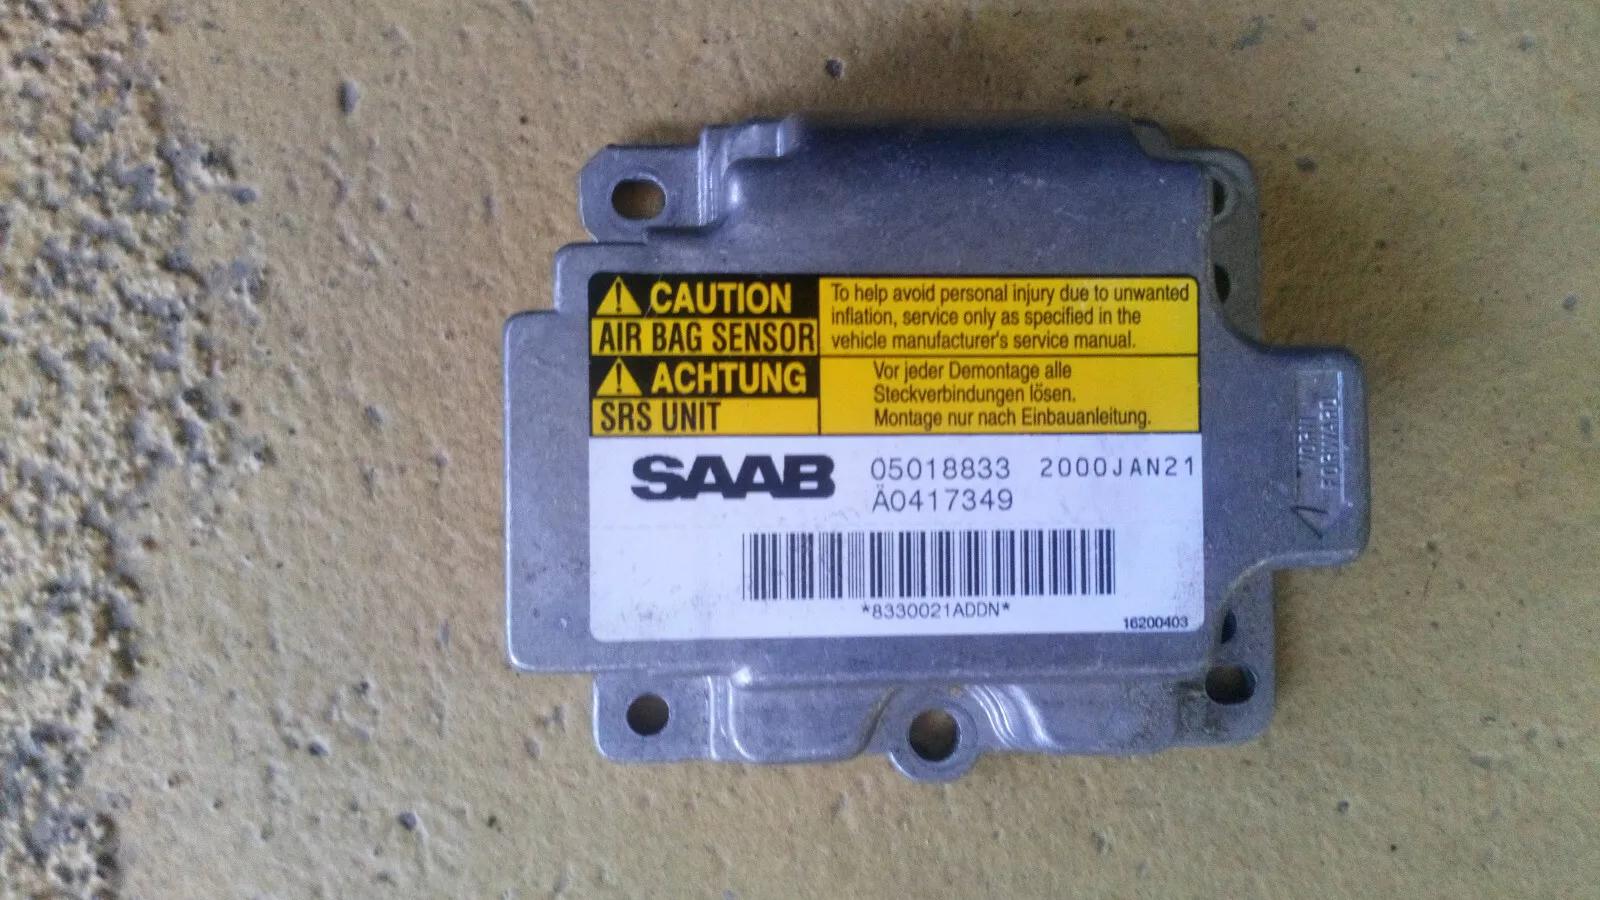 CAUTION
AIR BAG SENSOR
To help avoid personal injury due to unwanted
inflation, service only as specified in the
vehicle manufacturer's service manual.
ACHTUNG
SRS UNIT
Vor jeder Demontage alle
Steckverbindungen lösen.
Montage nur nach Einbauanleitung.
SAAB 05018833 2000JAN21
Ä0417349
*8330021ADDN*
16200403
VORN
FORWARD